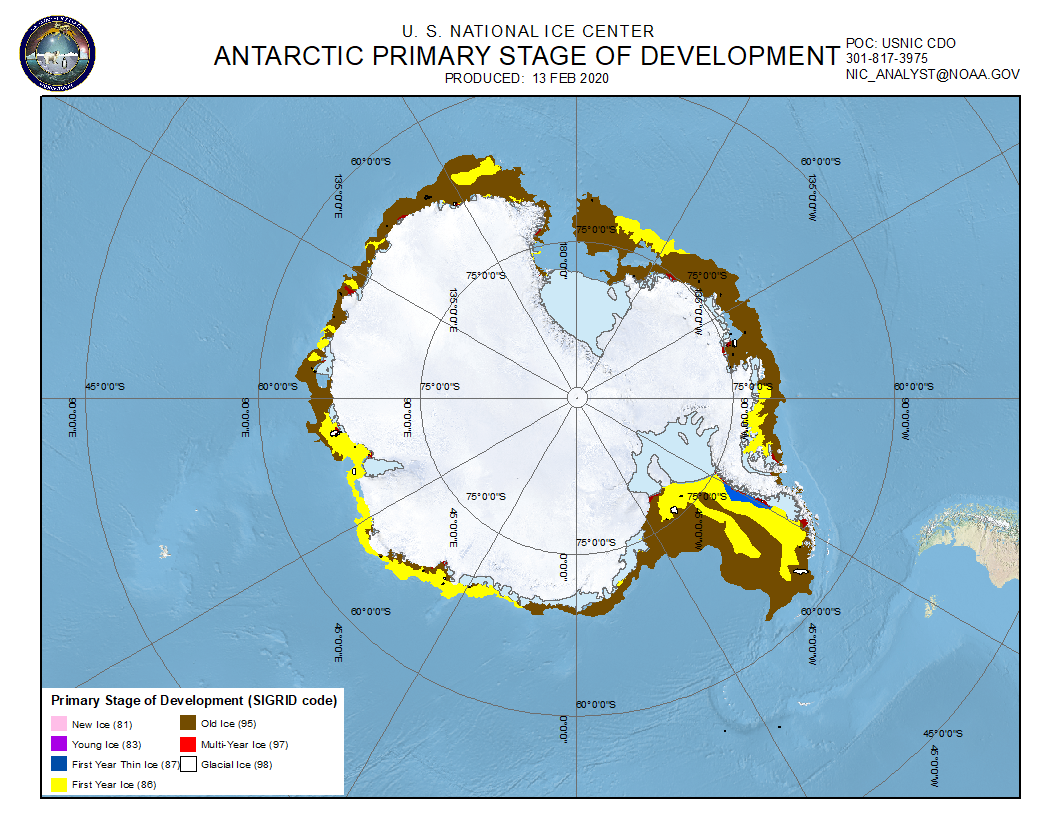 U. S. NATIONAL ICE CENTER
ANTARCTIC PRIMARY STAGE OF DEVELOPMENT
PRODUCED: 13 FEB 2020
POC: USNIC CDO
301-817-3975
NIC_ANALYST@NOAA.GOV
60°0'0"S
60°0'0"S
135°0'0"E
135°0'0"W
75°0'0"S
180°0'0"
75°0'0"S
75°0'0"S
135°0'0"E
135°0'0"W
45°0'0"S
60°0'0"S
75°0'0"S
75°0'0"S
60°0'0"S
90°0'0"E
90°0'0"E
90°0'0"E
90°0'0"W
90°0'0"W
75°0'0"S
75°0'0"S
45°0'0"E
45°0'0"W
75°0'0"S
0°0'0"
60°0'0"S
60°0'0"S
45°0'0"E
45°0'0"W
60°0'0"S
0°0'0"
45°0'0"S
45°0'0"W
Primary Stage of Development (SIGRID code)
New Ice (81)
Old Ice (95)
Young Ice (83)
Multi-Year Ice (97)
First Year Thin Ice (87)
Glacial Ice (98)
First Year Ice (86)